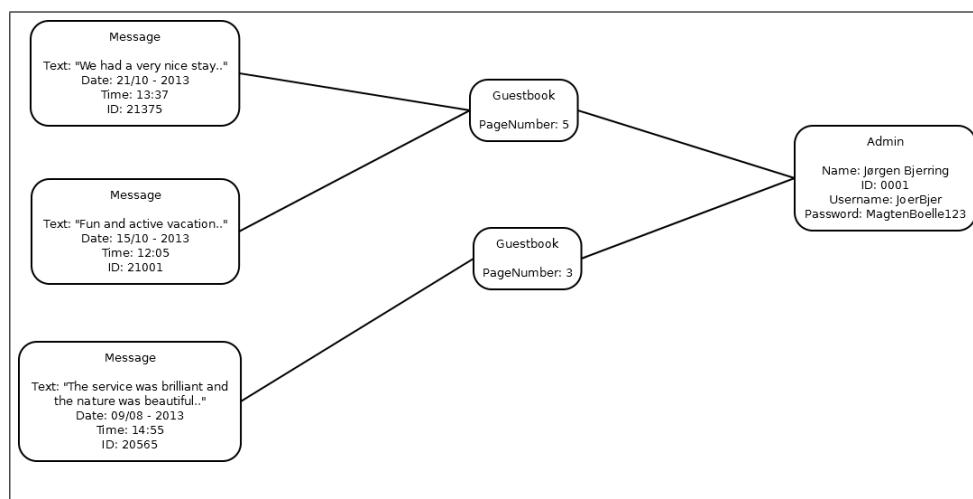 Message
Text: "We had a very nice stay.."
Date: 21/10 - 2013
Time: 13:37
ID: 21375
Message
Text: "Fun and active vacation.."
Date: 15/10 - 2013
Time: 12:05
ID: 21001
Message
Text: "The service was brilliant and
the nature was beautiful.."
Date: 09/08 - 2013
Time: 14:55
ID: 20565
Guestbook
PageNumber: 5
Guestbook
PageNumber: 3
Admin
Name: Jørgen Bjerring
ID: 0001
Username: JoerBjer
Password: MagtenBoelle123